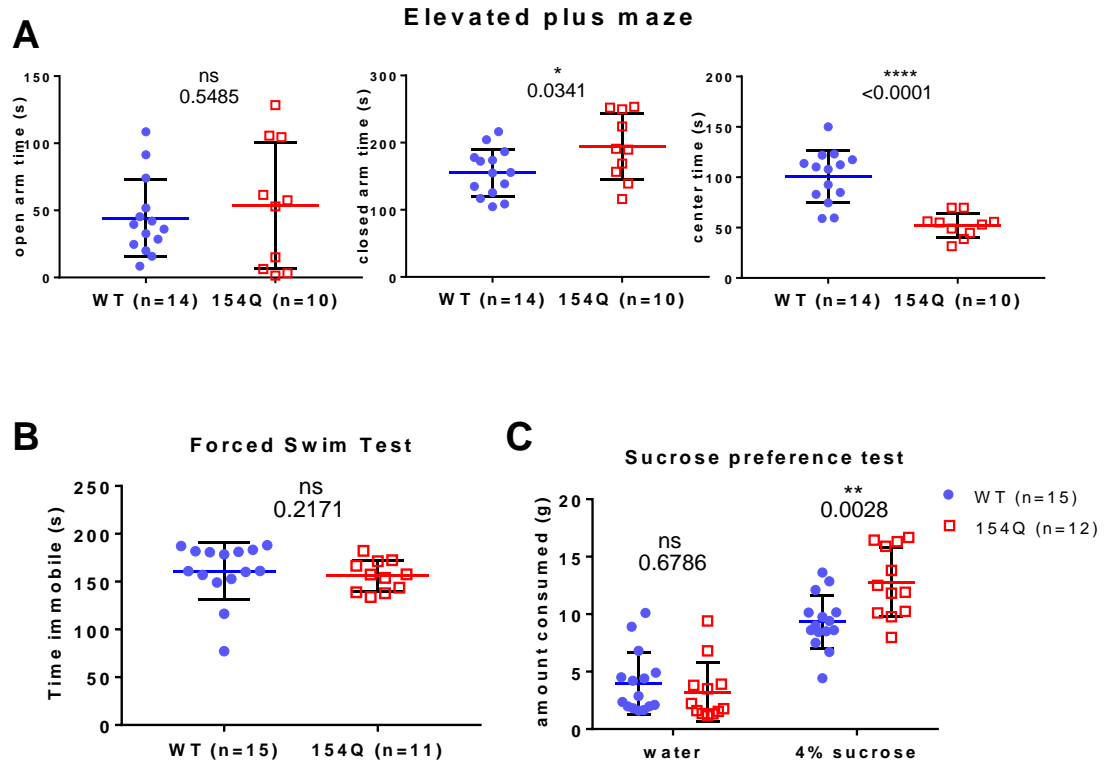 Elevated plus maze
A
open arm time (s)
150
100
50
0
ns
0.5485
WT (n=14) 154Q (n=10)
closed arm time (s)
300
200
100
0
*
0.0341
WT (n=14) 154Q (n=10)
center time (s)
200
150
100
50
0
****
<0.0001
WT (n=14) 154Q (n=10)
B
Forced Swim Test
Time immobile (s)
250
200
150
100
50
0
ns
0.2171
WT (n=15) 154Q (n=11)
C
Sucrose preference test
amount consumed (g)
20
15
10
5
0
ns
0.6786
**
0.0028
water 4% sucrose
WT (n=15)
154Q (n=12)